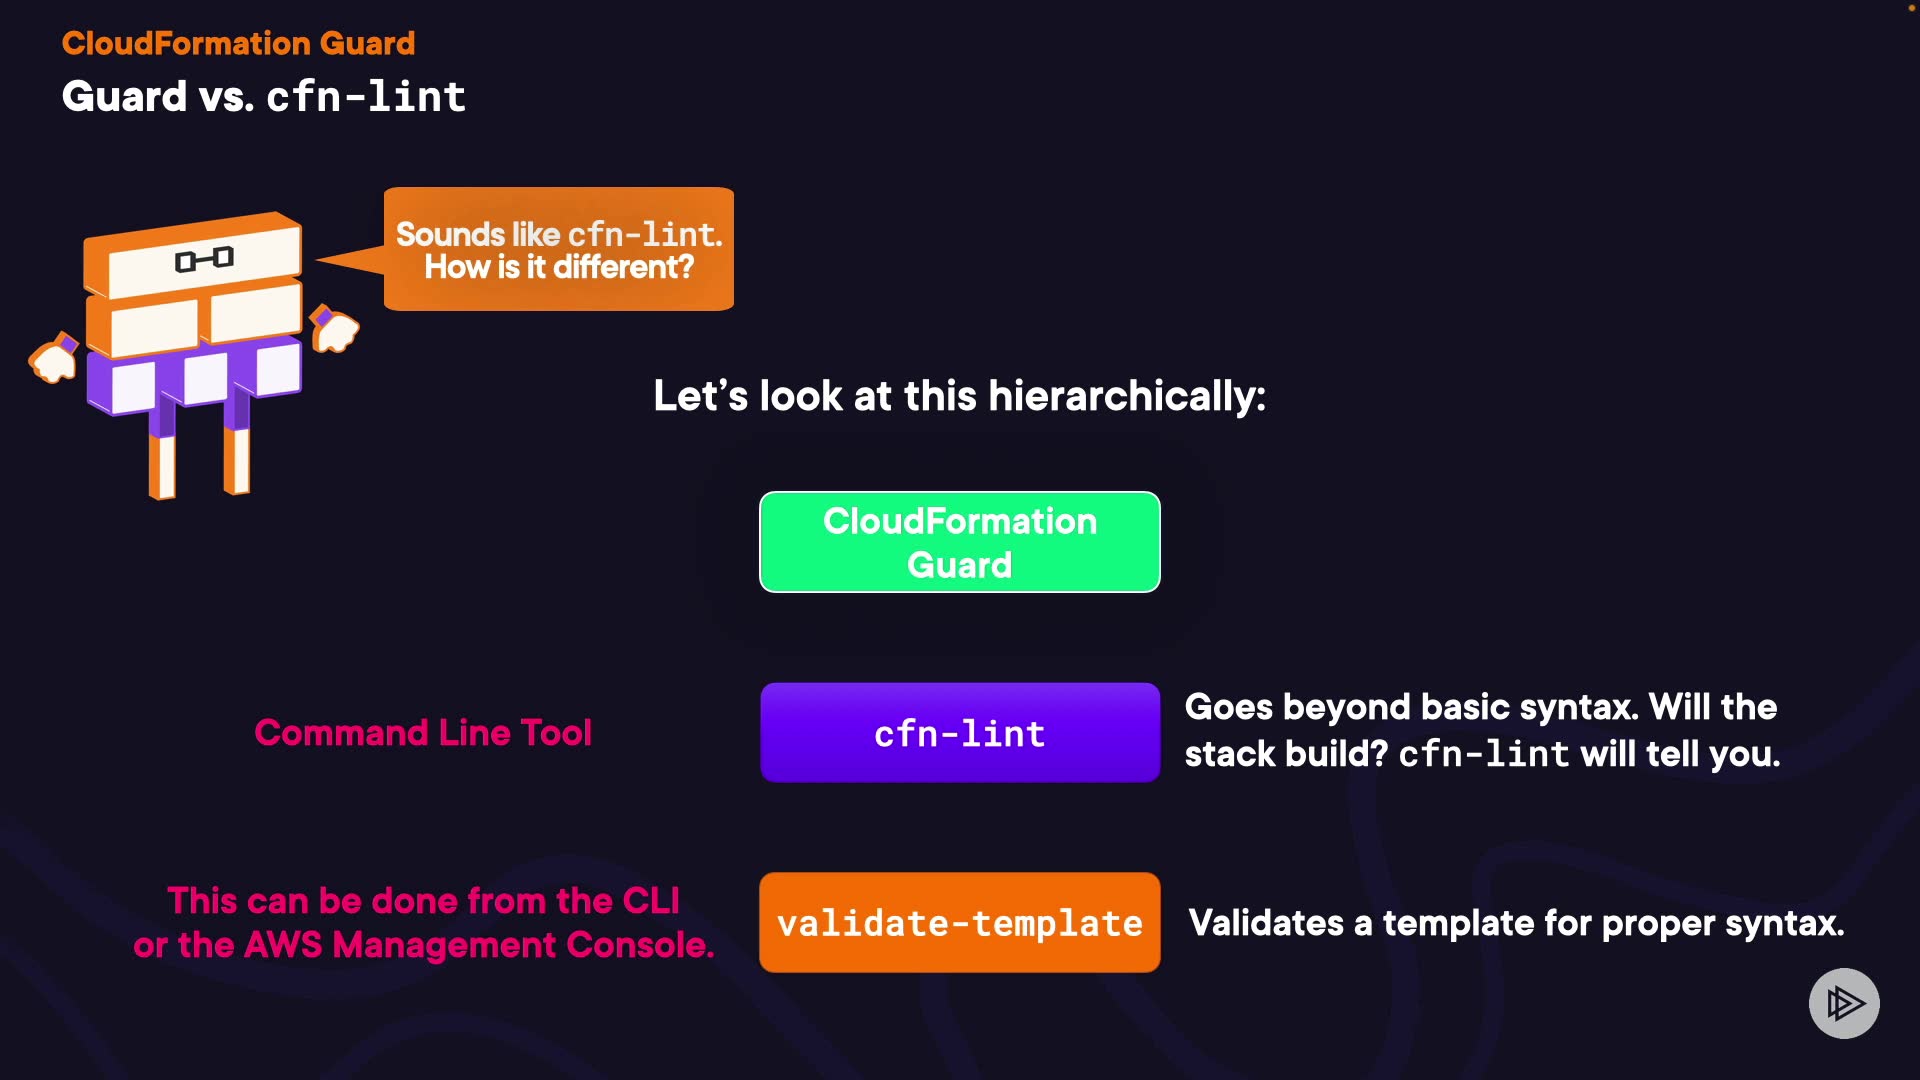 CloudFormation Guard
Guard vs. cfn-lint
Sounds like cfn-lint.
How is it different?
Let's look at this hierarchically:
CloudFormation
Guard
Command Line Tool
cfn-lint
Goes beyond basic syntax. Will the
stack build? cfn-lint will tell you.
This can be done from the CLI
or the AWS Management Console.
validate-template
Validates a template for proper syntax.